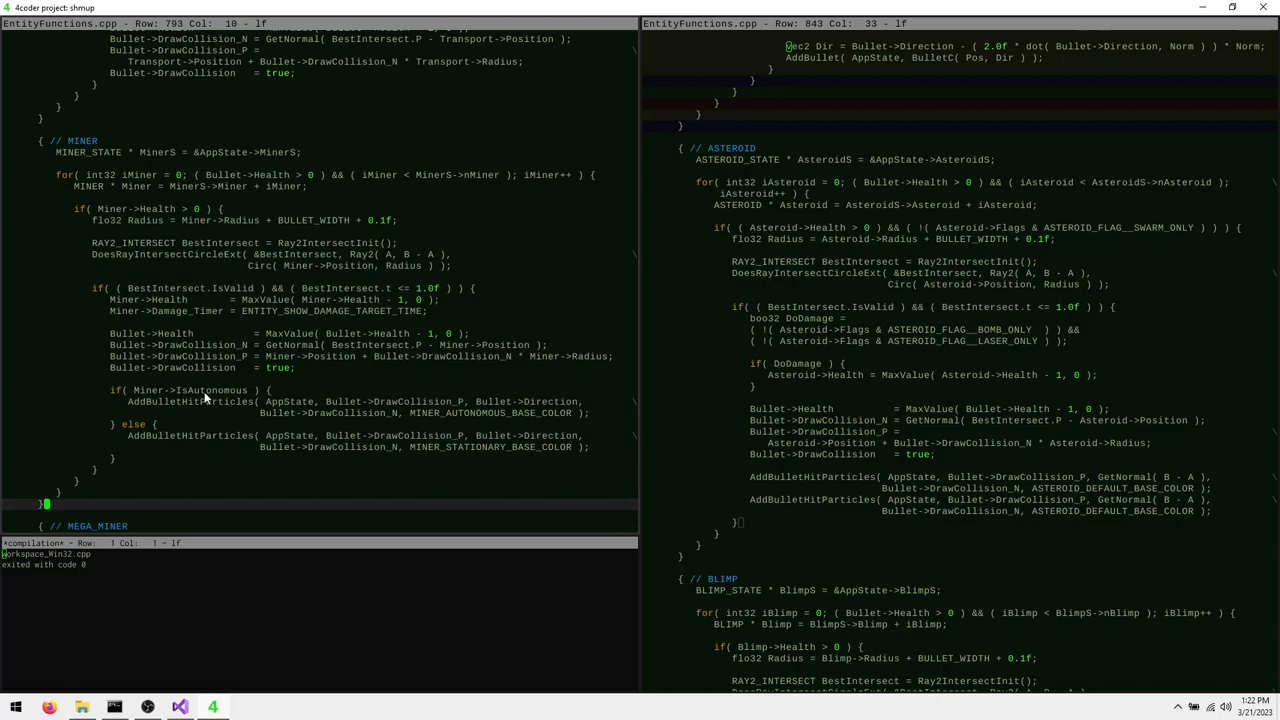 4coder project: shmup
EntityFunctions.cpp - Row: 793 Col: 10 - lf
Bullet->DrawCollision_N = GetNormal( BestIntersect.P - Transport->Position );
Bullet->DrawCollision_P =
Transport->Position + Bullet->DrawCollision_N * Transport->Radius;
Bullet->DrawCollision   = true;
}
}
}
}
{ // MINER
MINER_STATE * MinerS = &AppState->MinerS;
for( int32 iMiner = 0; ( Bullet->Health > 0 ) && ( iMiner < MinerS->nMiner ); iMiner++ ) {
MINER * Miner = MinerS->Miner + iMiner;
if( Miner->Health > 0 ) {
flo32 Radius = Miner->Radius + BULLET_WIDTH + 0.1f;
RAY2_INTERSECT BestIntersect = Ray2IntersectInit();
DoesRayIntersectCircleExt( &BestIntersect, Ray2( A, B - A ), \
Circ( Miner->Position, Radius ) );
if( ( BestIntersect.IsValid ) && ( BestIntersect.t <= 1.0f ) ) {
Miner->Health       = MaxValue( Miner->Health - 1, 0 );
Miner->Damage_Timer = ENTITY_SHOW_DAMAGE_TARGET_TIME;
Bullet->Health          = MaxValue( Bullet->Health - 1, 0 );
Bullet->DrawCollision_N = GetNormal( BestIntersect.P - Miner->Position );
Bullet->DrawCollision_P = Miner->Position + Bullet->DrawCollision_N * Miner->Radius;
Bullet->DrawCollision   = true;
if( Miner->IsAutonomous ) {
AddBulletHitParticles( AppState, Bullet->DrawCollision_P, Bullet->Direction, \
Bullet->DrawCollision_N, MINER_AUTONOMOUS_BASE_COLOR );
} else {
AddBulletHitParticles( AppState, Bullet->DrawCollision_P, Bullet->Direction, \
Bullet->DrawCollision_N, MINER_STATIONARY_BASE_COLOR );
}
}
}
}
}
{ // MEGA_MINER
*compilation* - Row: 1 Col: 1 - lf
workspace_Win32.cpp
exited with code 0
EntityFunctions.cpp - Row: 843 Col: 33 - lf
Vec2 Dir = Bullet->Direction - ( 2.0f * dot( Bullet->Direction, Norm ) ) * Norm;
AddBullet( AppState, BulletC( Pos, Dir ) );
}
}
}
}
}
}
{ // ASTEROID
ASTEROID_STATE * AsteroidS = &AppState->AsteroidS;
for( int32 iAsteroid = 0; ( Bullet->Health > 0 ) && ( iAsteroid < AsteroidS->nAsteroid );
iAsteroid++ ) {
ASTEROID * Asteroid = AsteroidS->Asteroid + iAsteroid;
if( ( Asteroid->Health > 0 ) && ( !( Asteroid->Flags & ASTEROID_FLAG__SWARM_ONLY ) ) ) {
flo32 Radius = Asteroid->Radius + BULLET_WIDTH + 0.1f;
RAY2_INTERSECT BestIntersect = Ray2IntersectInit();
DoesRayIntersectCircleExt( &BestIntersect, Ray2( A, B - A ),
Circ( Asteroid->Position, Radius ) );
if( ( BestIntersect.IsValid ) && ( BestIntersect.t <= 1.0f ) ) {
boo32 DoDamage =
( !( Asteroid->Flags & ASTEROID_FLAG__BOMB_ONLY  ) ) &&
( !( Asteroid->Flags & ASTEROID_FLAG__LASER_ONLY ) );
if( DoDamage ) {
Asteroid->Health = MaxValue( Asteroid->Health - 1, 0 );
}
Bullet->Health          = MaxValue( Bullet->Health - 1, 0 );
Bullet->DrawCollision_N = GetNormal( BestIntersect.P - Asteroid->Position );
Bullet->DrawCollision_P =
Asteroid->Position + Bullet->DrawCollision_N * Asteroid->Radius;
Bullet->DrawCollision   = true;
AddBulletHitParticles( AppState, Bullet->DrawCollision_P, GetNormal( B - A ),
Bullet->DrawCollision_N, ASTEROID_DEFAULT_BASE_COLOR );
AddBulletHitParticles( AppState, Bullet->DrawCollision_P, GetNormal( B - A ),
Bullet->DrawCollision_N, ASTEROID_DEFAULT_BASE_COLOR );
}
}
}
}
{ // BLIMP
BLIMP_STATE * BlimpS = &AppState->BlimpS;
for( int32 iBlimp = 0; ( Bullet->Health > 0 ) && ( iBlimp < BlimpS->nBlimp ); iBlimp++ ) {
BLIMP * Blimp = BlimpS->Blimp + iBlimp;
if( Blimp->Health > 0 ) {
flo32 Radius = Blimp->Radius + BULLET_WIDTH + 0.1f;
RAY2_INTERSECT BestIntersect = Ray2IntersectInit();
1:22 PM
3/21/2023